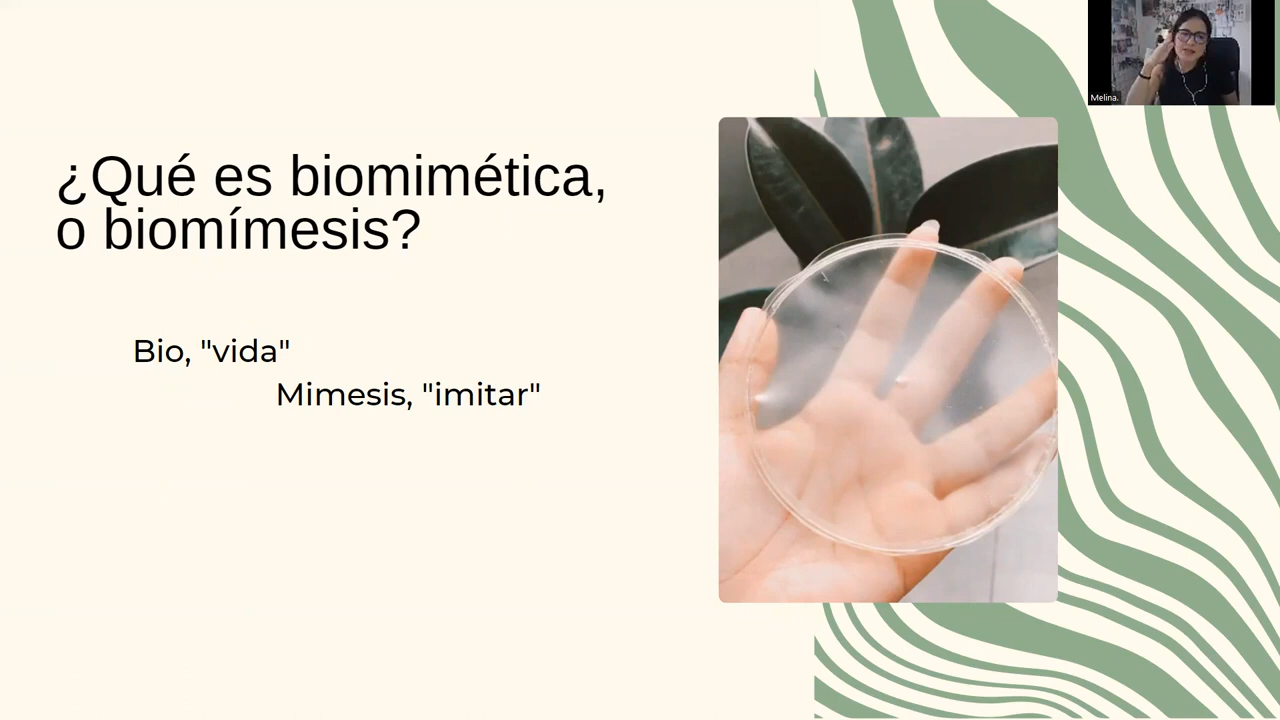 ¿Qué es biomimética,
o biomímesis?
Bio, "vida"
Mimesis, "imitar"
Melina.